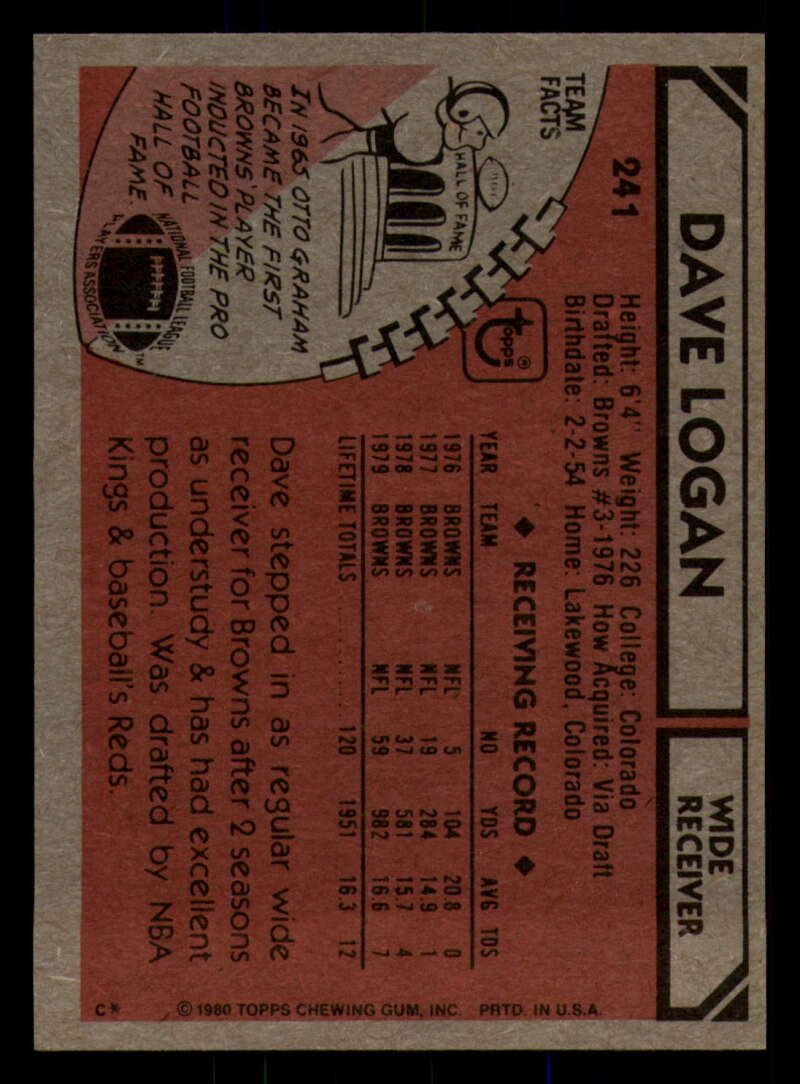 DAVE LOGAN
WIDE
RECEIVER
241
Height: 6'4" Weight: 226 College: Colorado
Drafted: Browns #3-1976 How Acquired: Via Draft
Birthdate: 2-2-54 Home: Lakewood, Colorado
TEAM
FACTS
HALL OF FAME
IN 1965 OTTO GRAHAM
BECAME THE FIRST
BROWNS' PLAYER
INDUCTED IN THE PRO
FOOTBALL
HALL OF
FAME.
NATIONAL FOOTBALL LEAGUE
PLAYERS ASSOCIATION
TM
topps®
◆ RECEIVING RECORD ◆
YEAR TEAM NO YDS AVG TDS
1976 BROWNS NFL 5 104 20.8 0
1977 BROWNS NFL 19 284 14.9 1
1978 BROWNS NFL 37 581 15.7 4
1979 BROWNS NFL 59 982 16.6 7
LIFETIME TOTALS .......... 120 1951 16.3 12
Dave stepped in as regular wide
receiver for Browns after 2 seasons
as understudy & has had excellent
production. Was drafted by NBA
Kings & baseball's Reds.
C* © 1980 TOPPS CHEWING GUM, INC. PRTD. IN U.S.A.